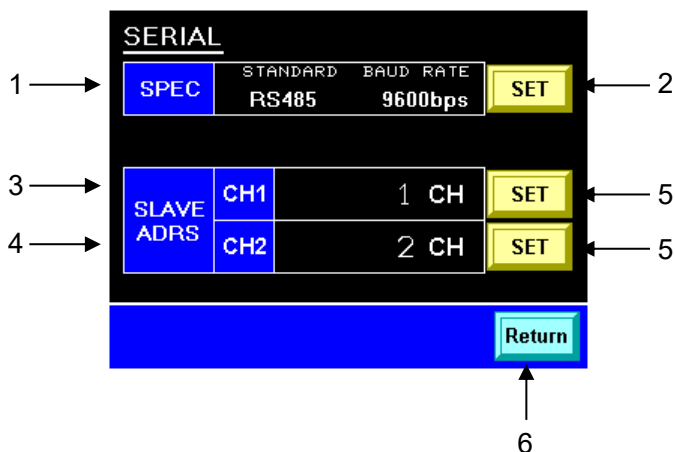 SERIAL
STANDARD BAUD RATE
1 SPEC RS485 9600bps SET 2
3 CH1 1 CH SET 5
SLAVE
ADRS
4 CH2 2 CH SET 5
Return
6